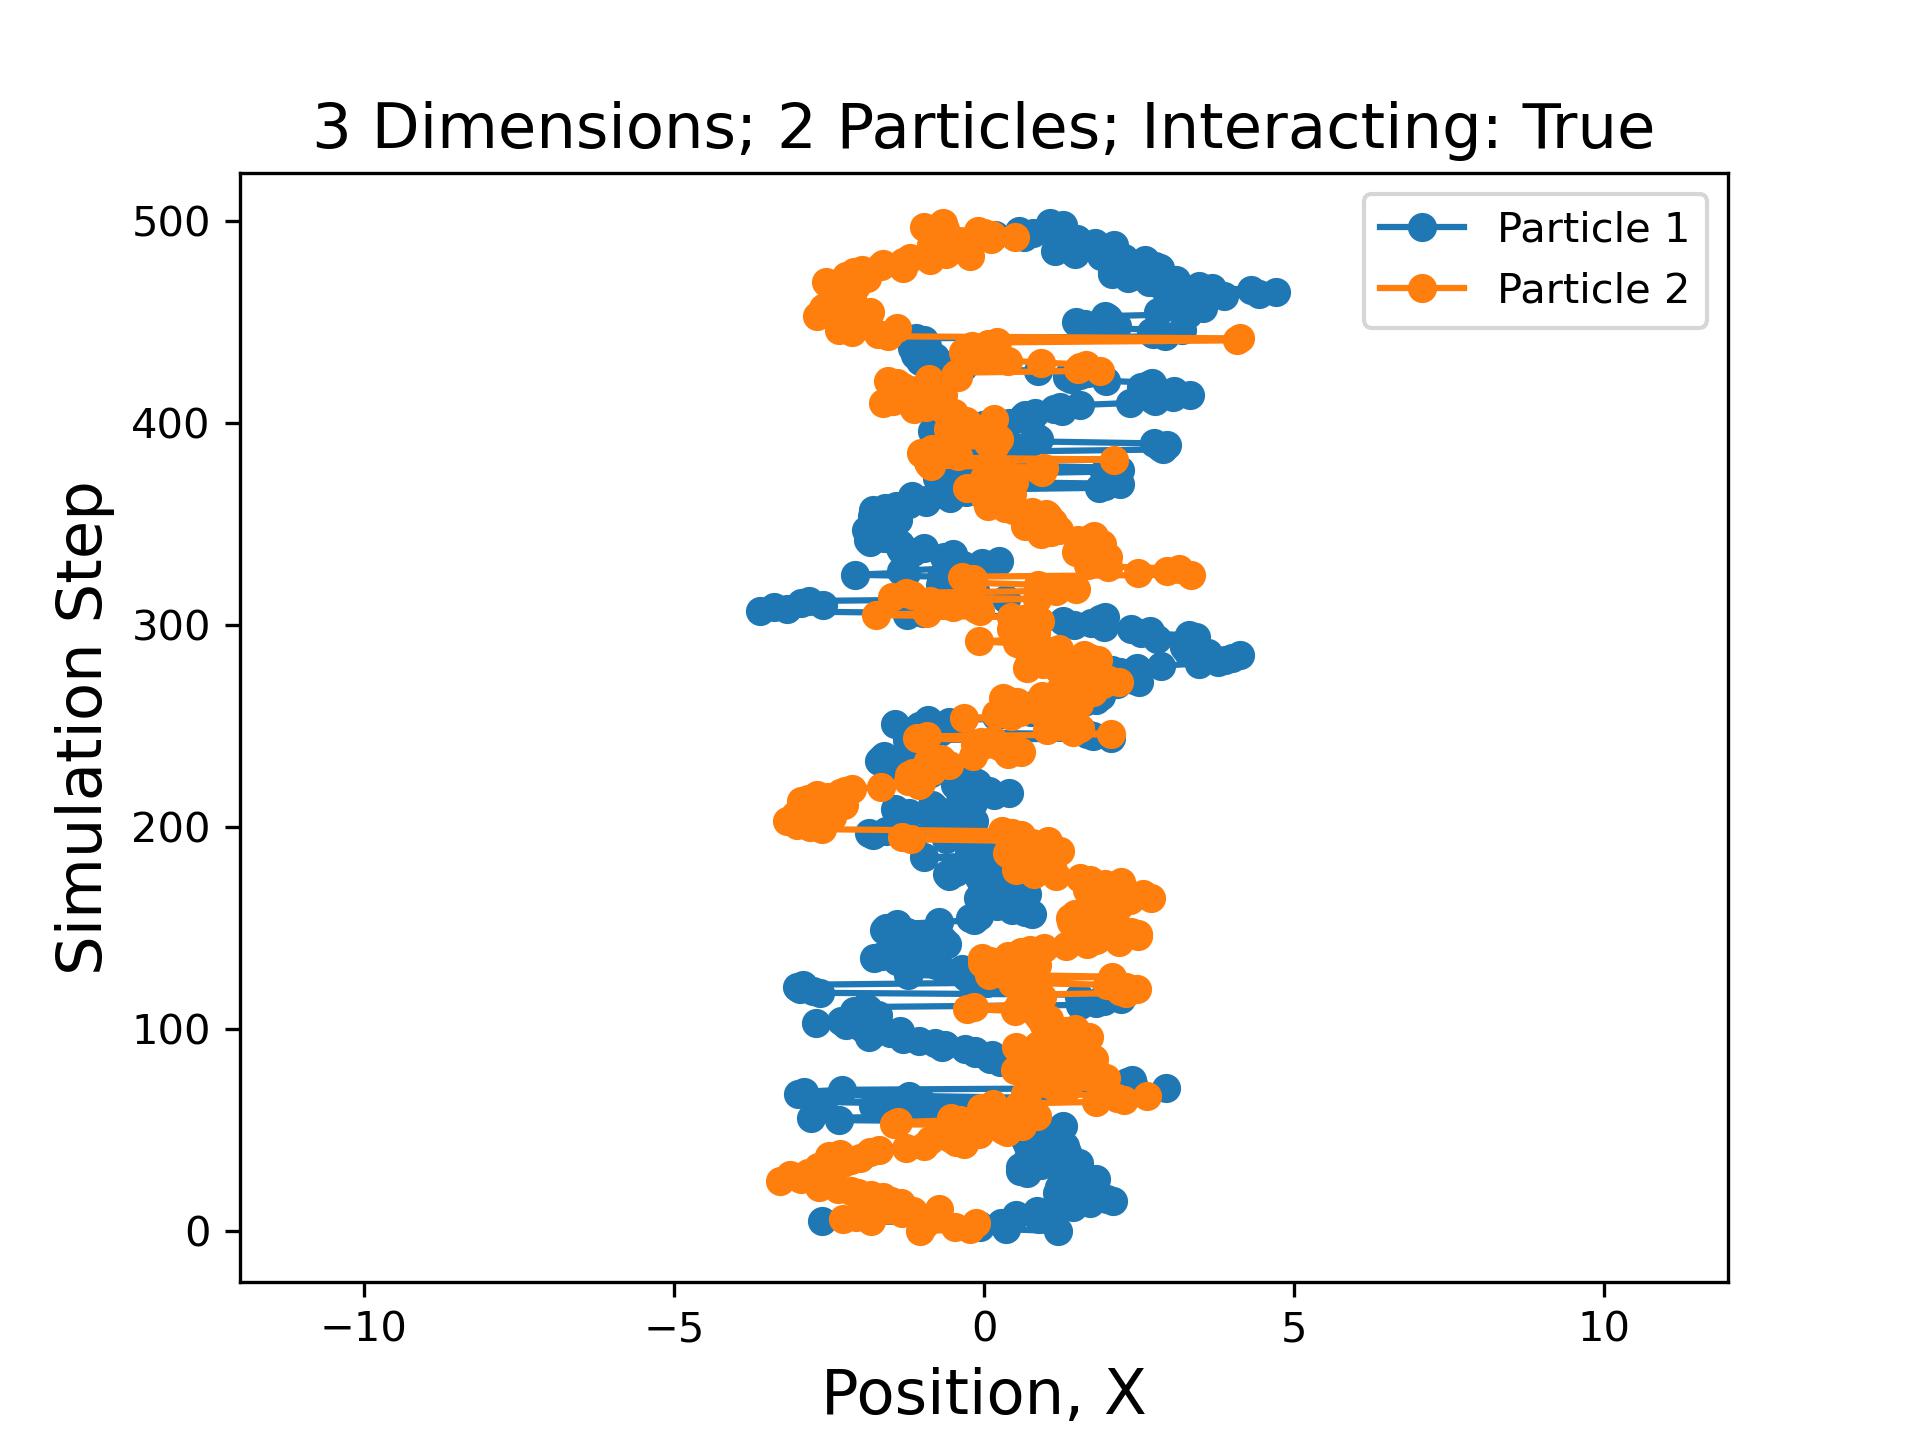 3 Dimensions; 2 Particles; Interacting: True
Particle 1
Particle 2
500
400
300
200
100
0
Simulation Step
−10
−5
0
5
10
Position, X